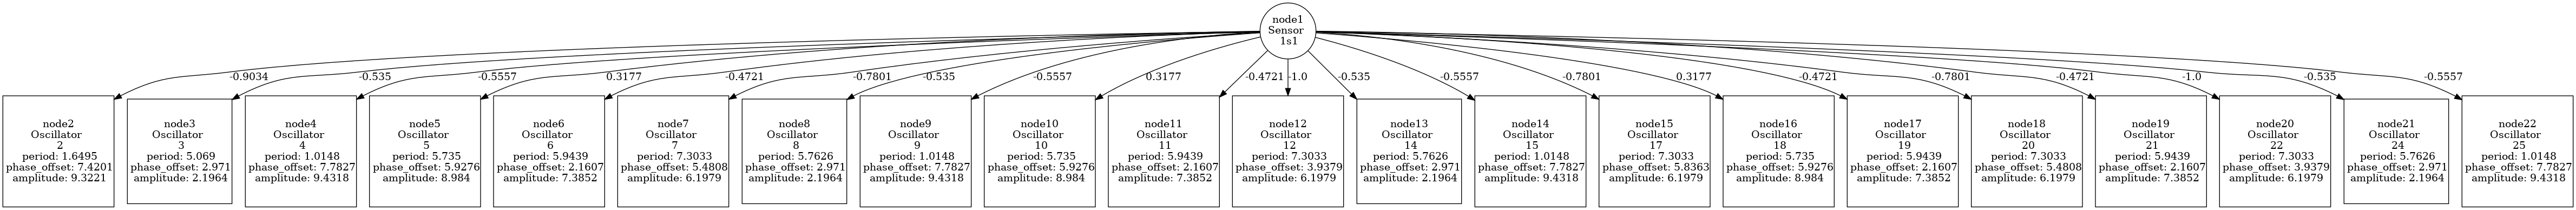 node1
Sensor
1s1
-0.9034
-0.535
-0.5557
0.3177
-0.4721
-0.7801
-0.535
-0.5557
0.3177
-0.4721
-1.0
-0.535
-0.5557
-0.7801
0.3177
-0.4721
-0.7801
-0.4721
-1.0
-0.535
-0.5557
node2
Oscillator
2
period: 1.6495
phase_offset: 7.4201
amplitude: 9.3221
node3
Oscillator
3
period: 5.069
phase_offset: 2.971
amplitude: 2.1964
node4
Oscillator
4
period: 1.0148
phase_offset: 7.7827
amplitude: 9.4318
node5
Oscillator
5
period: 5.735
phase_offset: 5.9276
amplitude: 8.984
node6
Oscillator
6
period: 5.9439
phase_offset: 2.1607
amplitude: 7.3852
node7
Oscillator
7
period: 7.3033
phase_offset: 5.4808
amplitude: 6.1979
node8
Oscillator
8
period: 5.7626
phase_offset: 2.971
amplitude: 2.1964
node9
Oscillator
9
period: 1.0148
phase_offset: 7.7827
amplitude: 9.4318
node10
Oscillator
10
period: 5.735
phase_offset: 5.9276
amplitude: 8.984
node11
Oscillator
11
period: 5.9439
phase_offset: 2.1607
amplitude: 7.3852
node12
Oscillator
12
period: 7.3033
phase_offset: 3.9379
amplitude: 6.1979
node13
Oscillator
14
period: 5.7626
phase_offset: 2.971
amplitude: 2.1964
node14
Oscillator
15
period: 1.0148
phase_offset: 7.7827
amplitude: 9.4318
node15
Oscillator
17
period: 7.3033
phase_offset: 5.8363
amplitude: 6.1979
node16
Oscillator
18
period: 5.735
phase_offset: 5.9276
amplitude: 8.984
node17
Oscillator
19
period: 5.9439
phase_offset: 2.1607
amplitude: 7.3852
node18
Oscillator
20
period: 7.3033
phase_offset: 5.4808
amplitude: 6.1979
node19
Oscillator
21
period: 5.9439
phase_offset: 2.1607
amplitude: 7.3852
node20
Oscillator
22
period: 7.3033
phase_offset: 3.9379
amplitude: 6.1979
node21
Oscillator
24
period: 5.7626
phase_offset: 2.971
amplitude: 2.1964
node22
Oscillator
25
period: 1.0148
phase_offset: 7.7827
amplitude: 9.4318